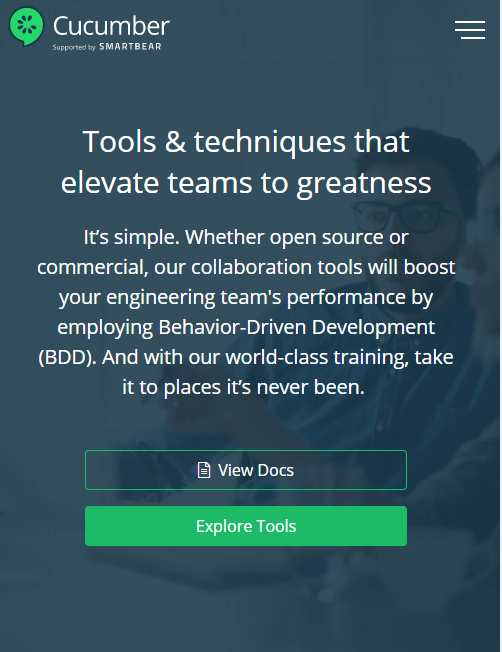 Cucumber
Supported by SMARTBEAR
Tools & techniques that
elevate teams to greatness
It’s simple. Whether open source or
commercial, our collaboration tools will boost
your engineering team's performance by
employing Behavior-Driven Development
(BDD). And with our world-class training, take
it to places it’s never been.
View Docs
Explore Tools